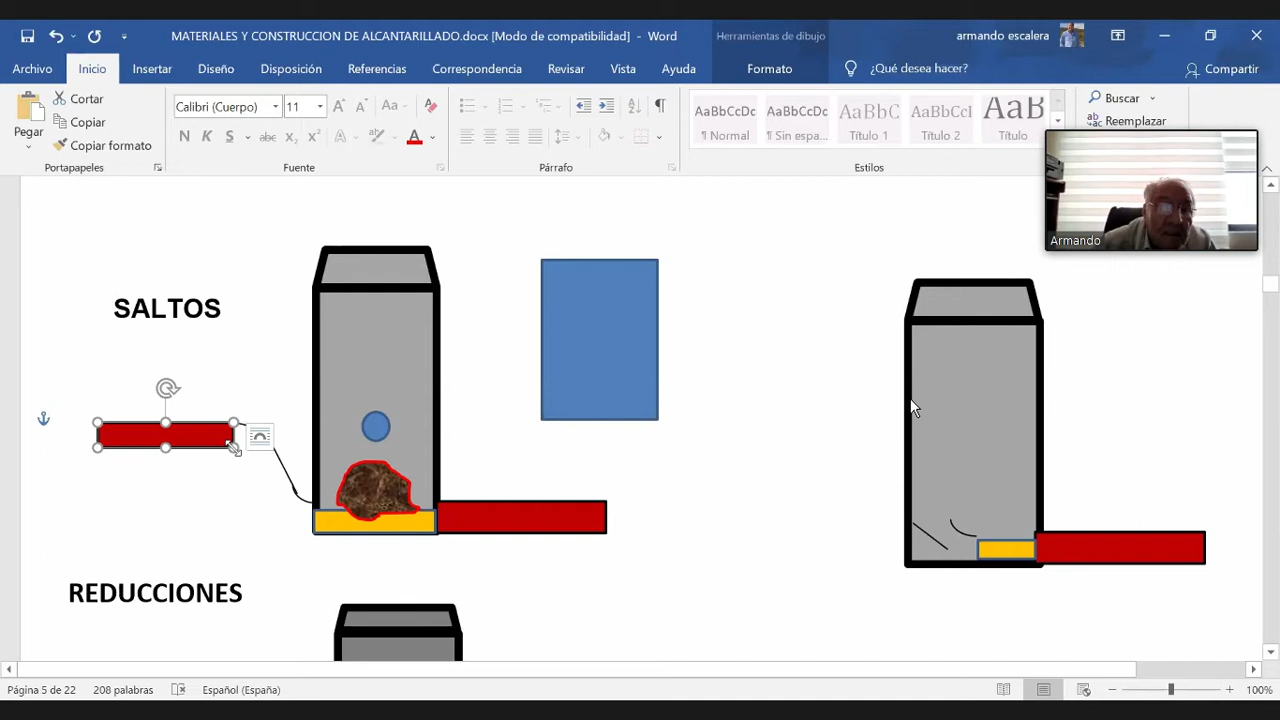 MATERIALES Y CONSTRUCCION DE ALCANTARILLADO.docx [Modo de compatibilidad] - Word
Herramientas de dibujo
armando escalera
Archivo Inicio Insertar Diseño Disposición Referencias Correspondencia Revisar Vista Ayuda Formato ¿Qué desea hacer? Compartir
Pegar
Cortar
Copiar
Copiar formato
Portapapeles
Calibri (Cuerpo) 11
N K S abc x₂ x² A A
Fuente
Párrafo
AaBbCcDc AaBbCcDc AaBbC AaBbCcI AaB
¶ Normal ¶ Sin espa... Título 1 Título 2 Título
Estilos
Buscar
Reemplazar
Armando
SALTOS
REDUCCIONES
Página 5 de 22 208 palabras Español (España) 100%